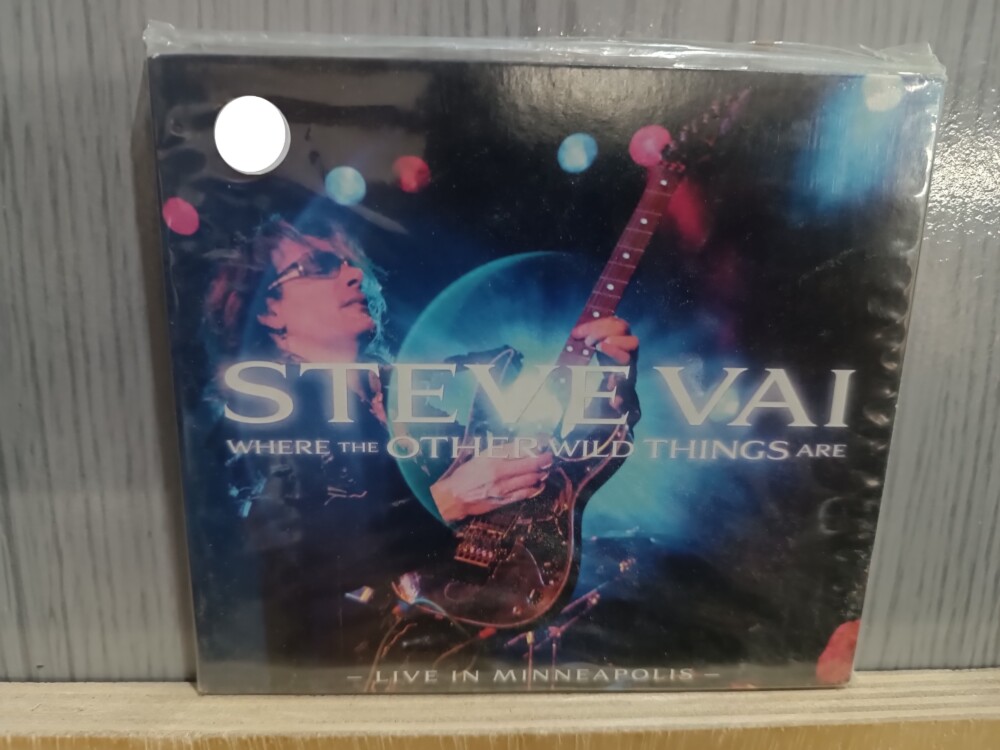 STEVE VAI
WHERE THE OTHER WILD THINGS ARE
– LIVE IN MINNEAPOLIS –